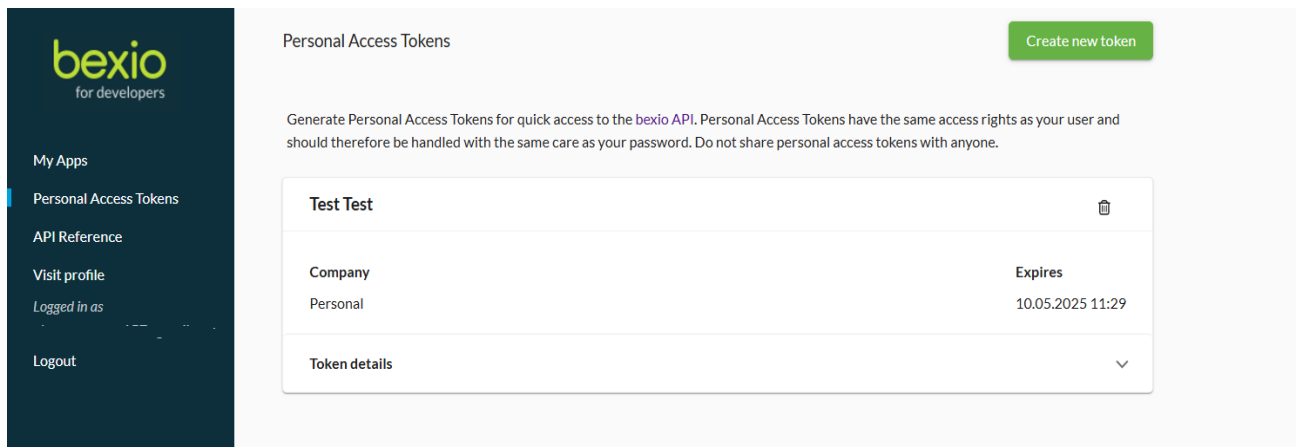 bexio
for developers
My Apps
Personal Access Tokens
API Reference
Visit profile
Logged in as
Logout
Personal Access Tokens
Create new token
Generate Personal Access Tokens for quick access to the bexio API. Personal Access Tokens have the same access rights as your user and
should therefore be handled with the same care as your password. Do not share personal access tokens with anyone.
Test Test
Company
Expires
Personal
10.05.2025 11:29
Token details